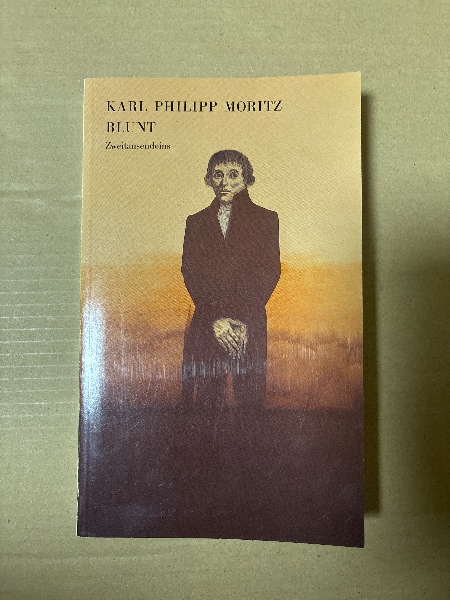 KARL PHILIPP MORITZ
BLUNT
Zweitausendeins